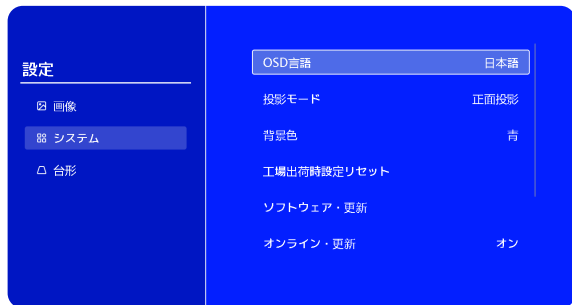 設定
画像
システム
台形
OSD言語 日本語
投影モード 正面投影
背景色 青
工場出荷時設定リセット
ソフトウェア・更新
オンライン・更新 オン